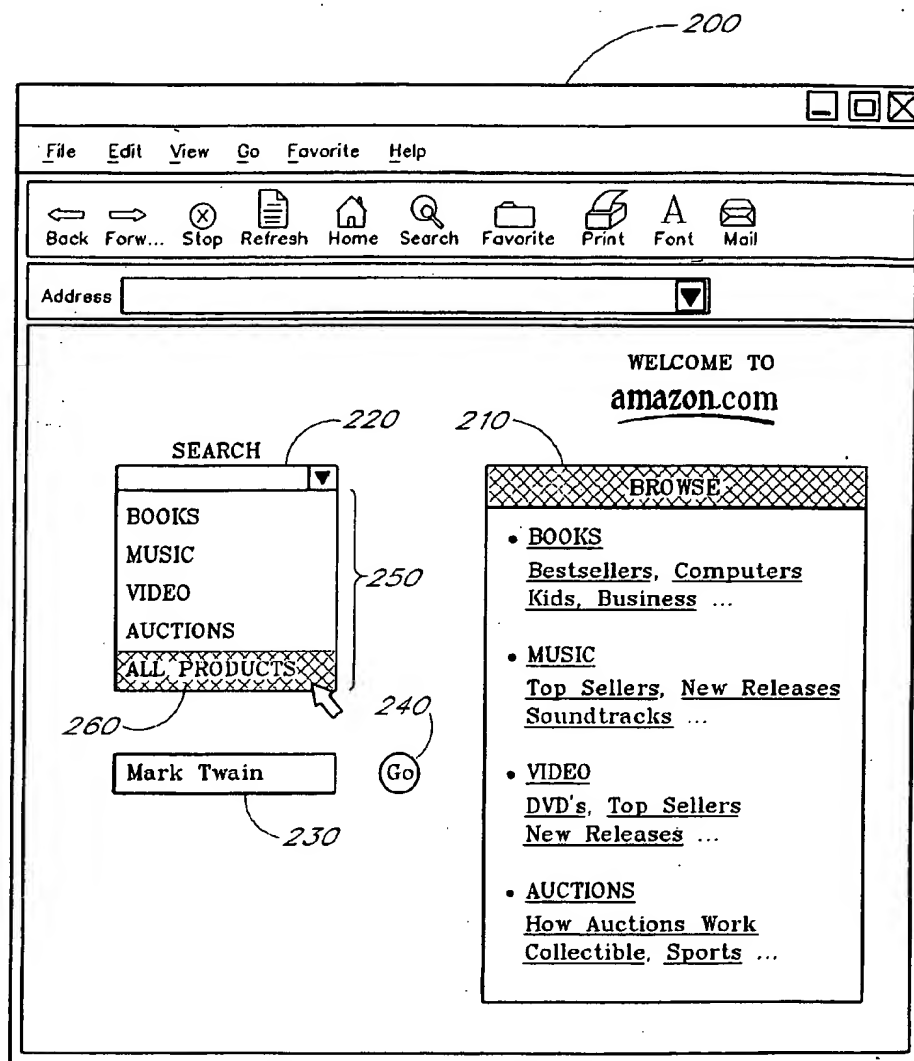 200
File Edit View Go Favorite Help
Back Forw... Stop Refresh Home Search Favorite Print Font Mail
Address
WELCOME TO
amazon.com
220
210
SEARCH
BROWSE
BOOKS
MUSIC
VIDEO
AUCTIONS
ALL PRODUCTS
250
260
240
Mark Twain
Go
230
• BOOKS
Bestsellers, Computers
Kids, Business ...
• MUSIC
Top Sellers, New Releases
Soundtracks ...
• VIDEO
DVD's, Top Sellers
New Releases ...
• AUCTIONS
How Auctions Work
Collectible, Sports ...